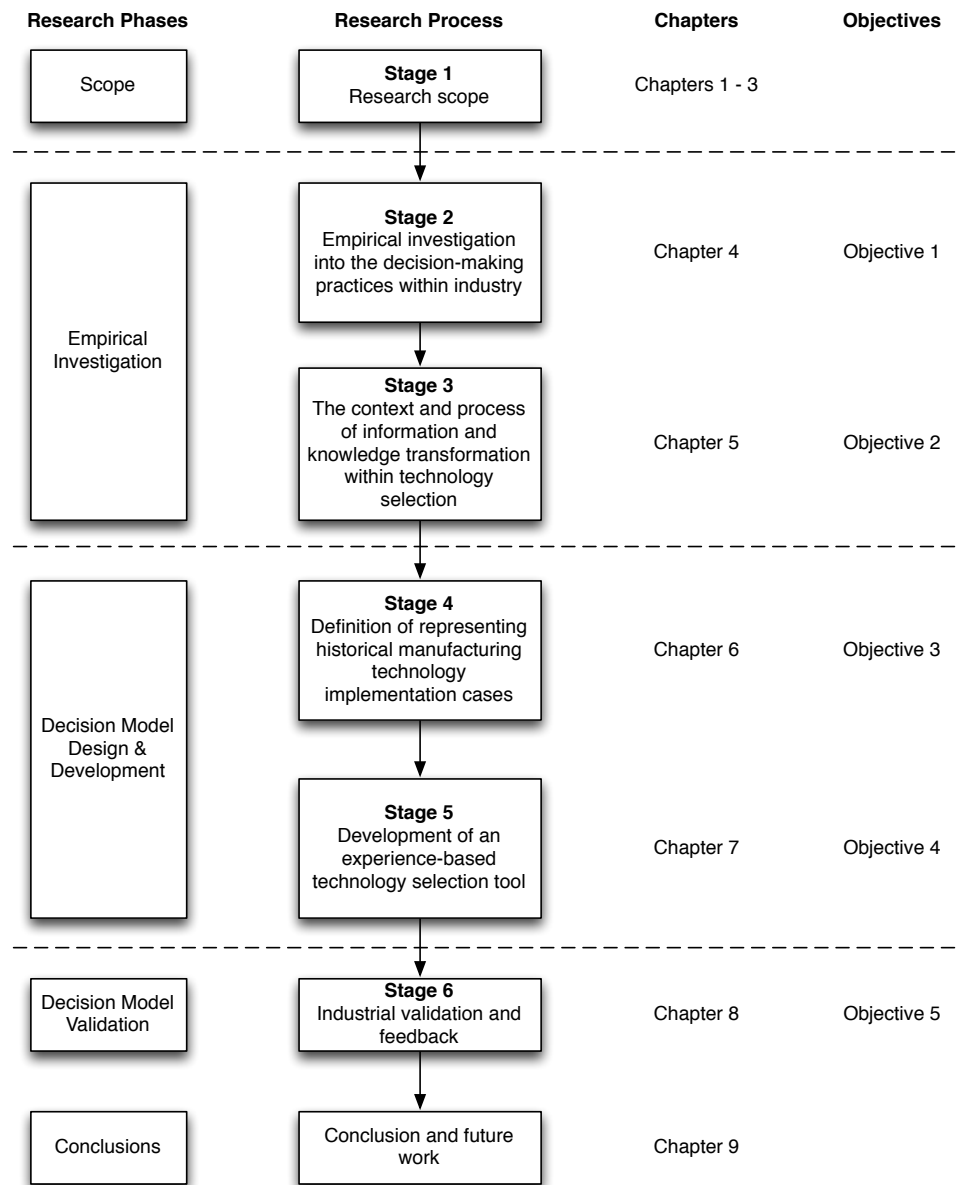 Research Phases
Research Process
Chapters
Objectives
Scope
Stage 1
Research scope
Chapters 1 - 3
Empirical
Investigation
Stage 2
Empirical investigation
into the decision-making
practices within industry
Chapter 4
Objective 1
Stage 3
The context and process
of information and
knowledge transformation
within technology
selection
Chapter 5
Objective 2
Decision Model
Design &
Development
Stage 4
Definition of representing
historical manufacturing
technology
implementation cases
Chapter 6
Objective 3
Stage 5
Development of an
experience-based
technology selection tool
Chapter 7
Objective 4
Decision Model
Validation
Stage 6
Industrial validation and
feedback
Chapter 8
Objective 5
Conclusions
Conclusion and future
work
Chapter 9